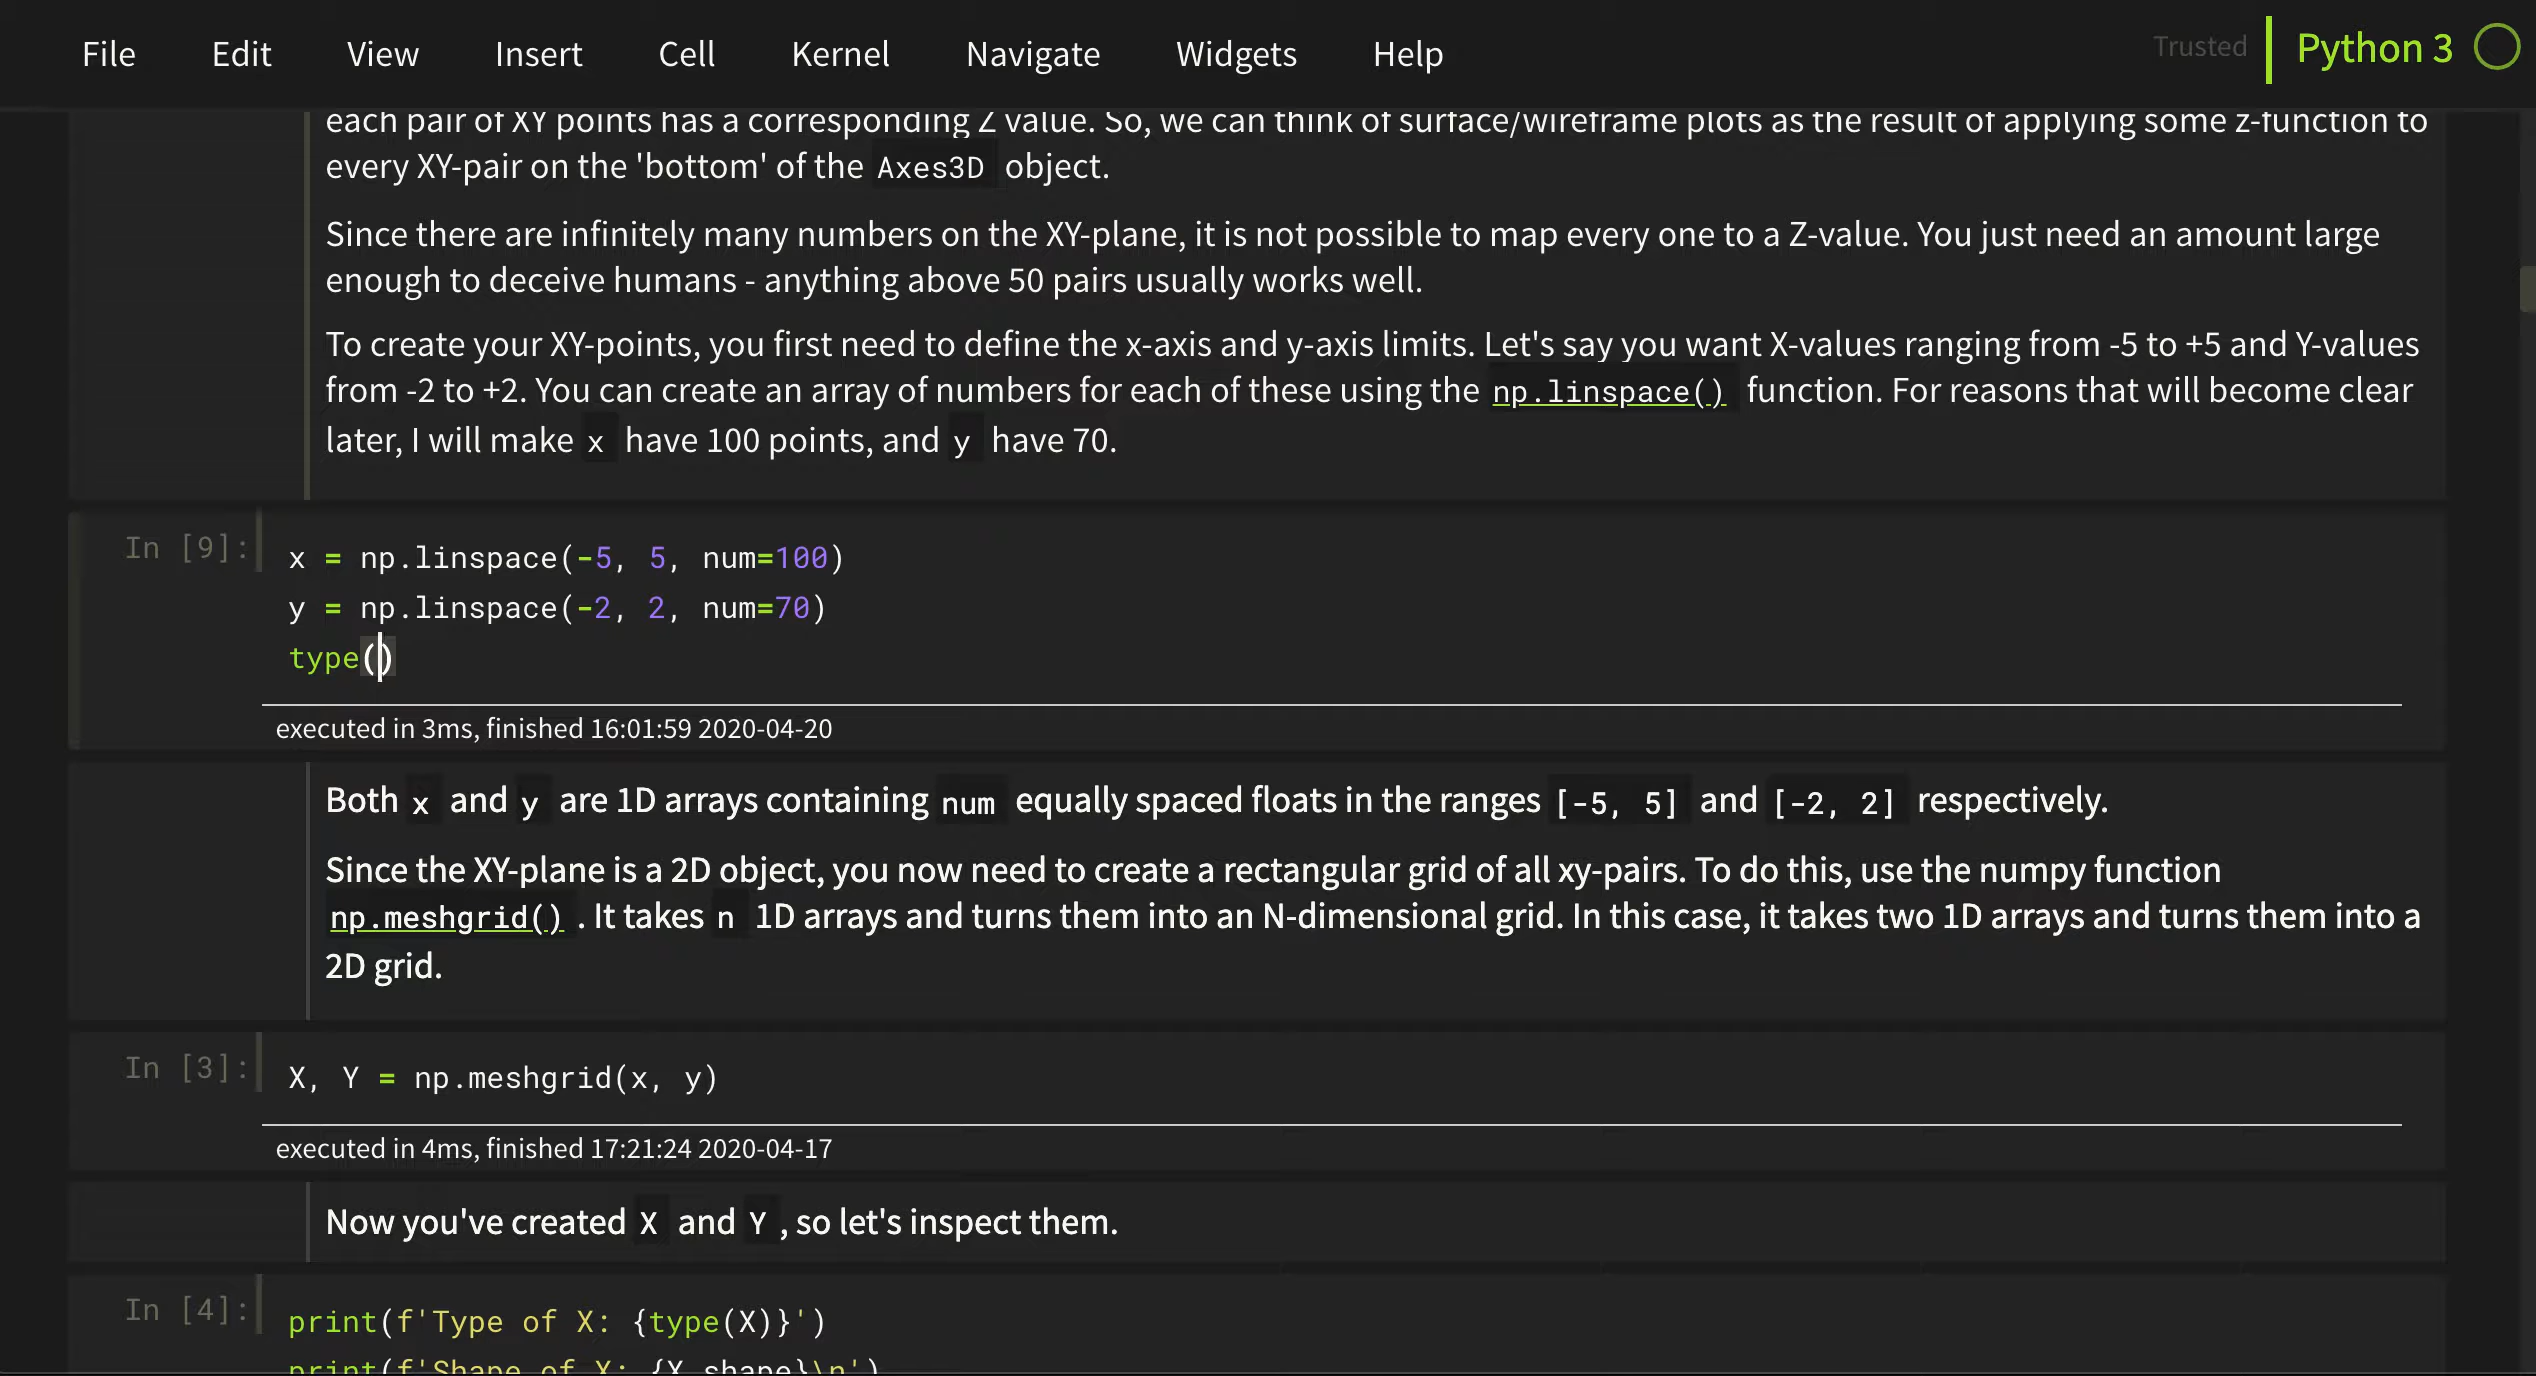 File Edit View Insert Cell Kernel Navigate Widgets Help Trusted Python 3
each pair of XY points has a corresponding Z value. So, we can think of surface/wireframe plots as the result of applying some z-function to
every XY-pair on the 'bottom' of the Axes3D object.
Since there are infinitely many numbers on the XY-plane, it is not possible to map every one to a Z-value. You just need an amount large
enough to deceive humans - anything above 50 pairs usually works well.
To create your XY-points, you first need to define the x-axis and y-axis limits. Let's say you want X-values ranging from -5 to +5 and Y-values
from -2 to +2. You can create an array of numbers for each of these using the np.linspace() function. For reasons that will become clear
later, I will make x have 100 points, and y have 70.
In [9]:
x = np.linspace(-5, 5, num=100)
y = np.linspace(-2, 2, num=70)
type()
executed in 3ms, finished 16:01:59 2020-04-20
Both x and y are 1D arrays containing num equally spaced floats in the ranges [-5, 5] and [-2, 2] respectively.
Since the XY-plane is a 2D object, you now need to create a rectangular grid of all xy-pairs. To do this, use the numpy function
np.meshgrid() . It takes n 1D arrays and turns them into an N-dimensional grid. In this case, it takes two 1D arrays and turns them into a
2D grid.
In [3]:
X, Y = np.meshgrid(x, y)
executed in 4ms, finished 17:21:24 2020-04-17
Now you've created X and Y , so let's inspect them.
In [4]:
print(f'Type of X: {type(X)}')
print(f'Shape of X: {X.shape}\n')